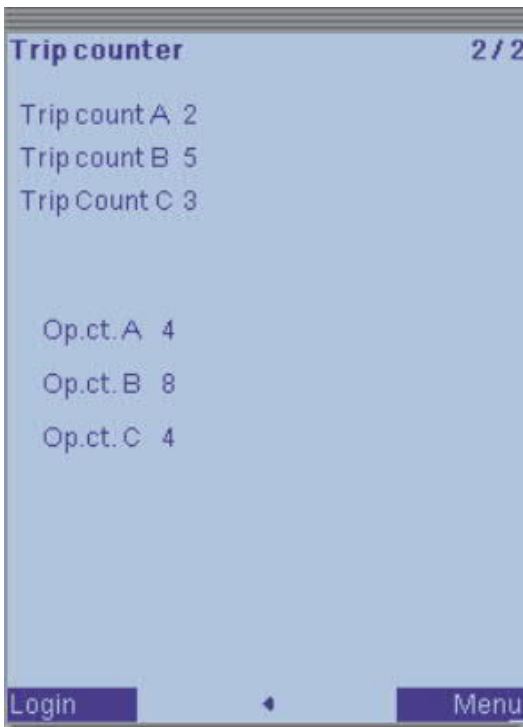 Trip counter 2 / 2
Trip count A 2
Trip count B 5
Trip Count C 3
Op.ct. A 4
Op.ct. B 8
Op.ct. C 4
Login Menu